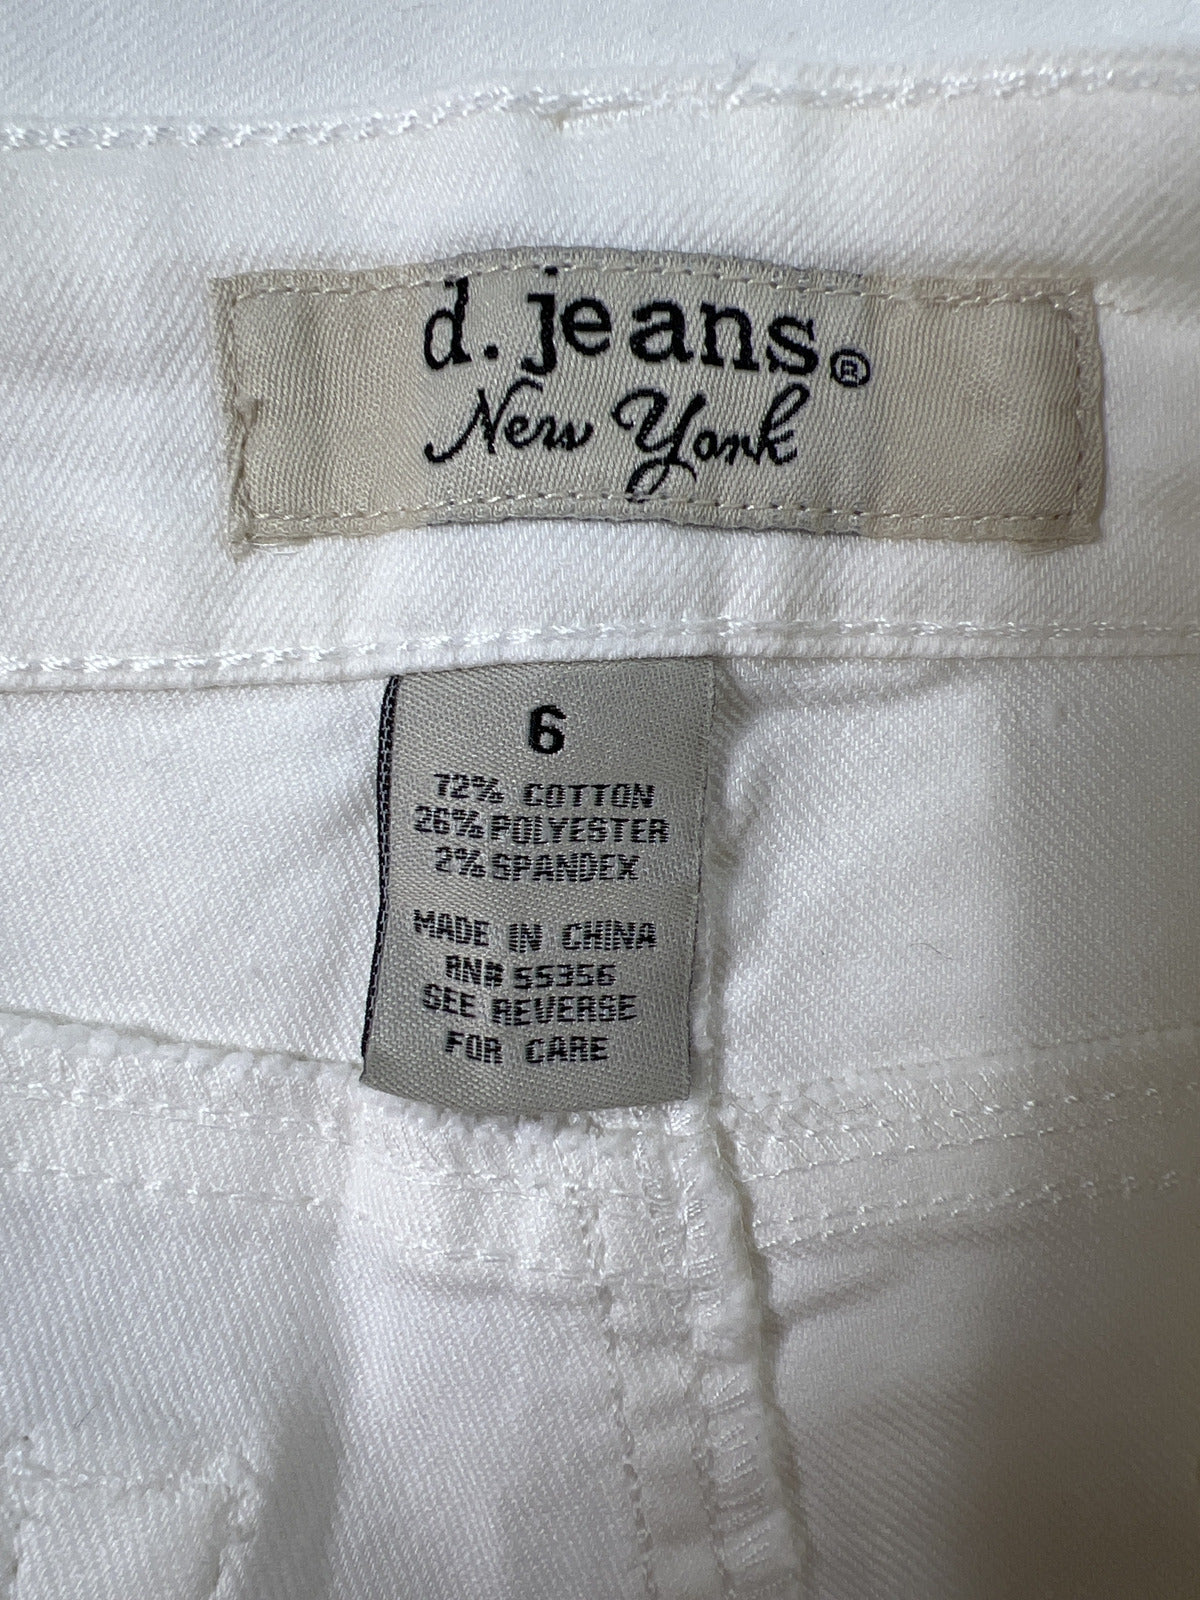 d.jeans®
New York
6
72% COTTON
26% POLYESTER
2% SPANDEX
MADE IN CHINA
RN# 55356
SEE REVERSE
FOR CARE